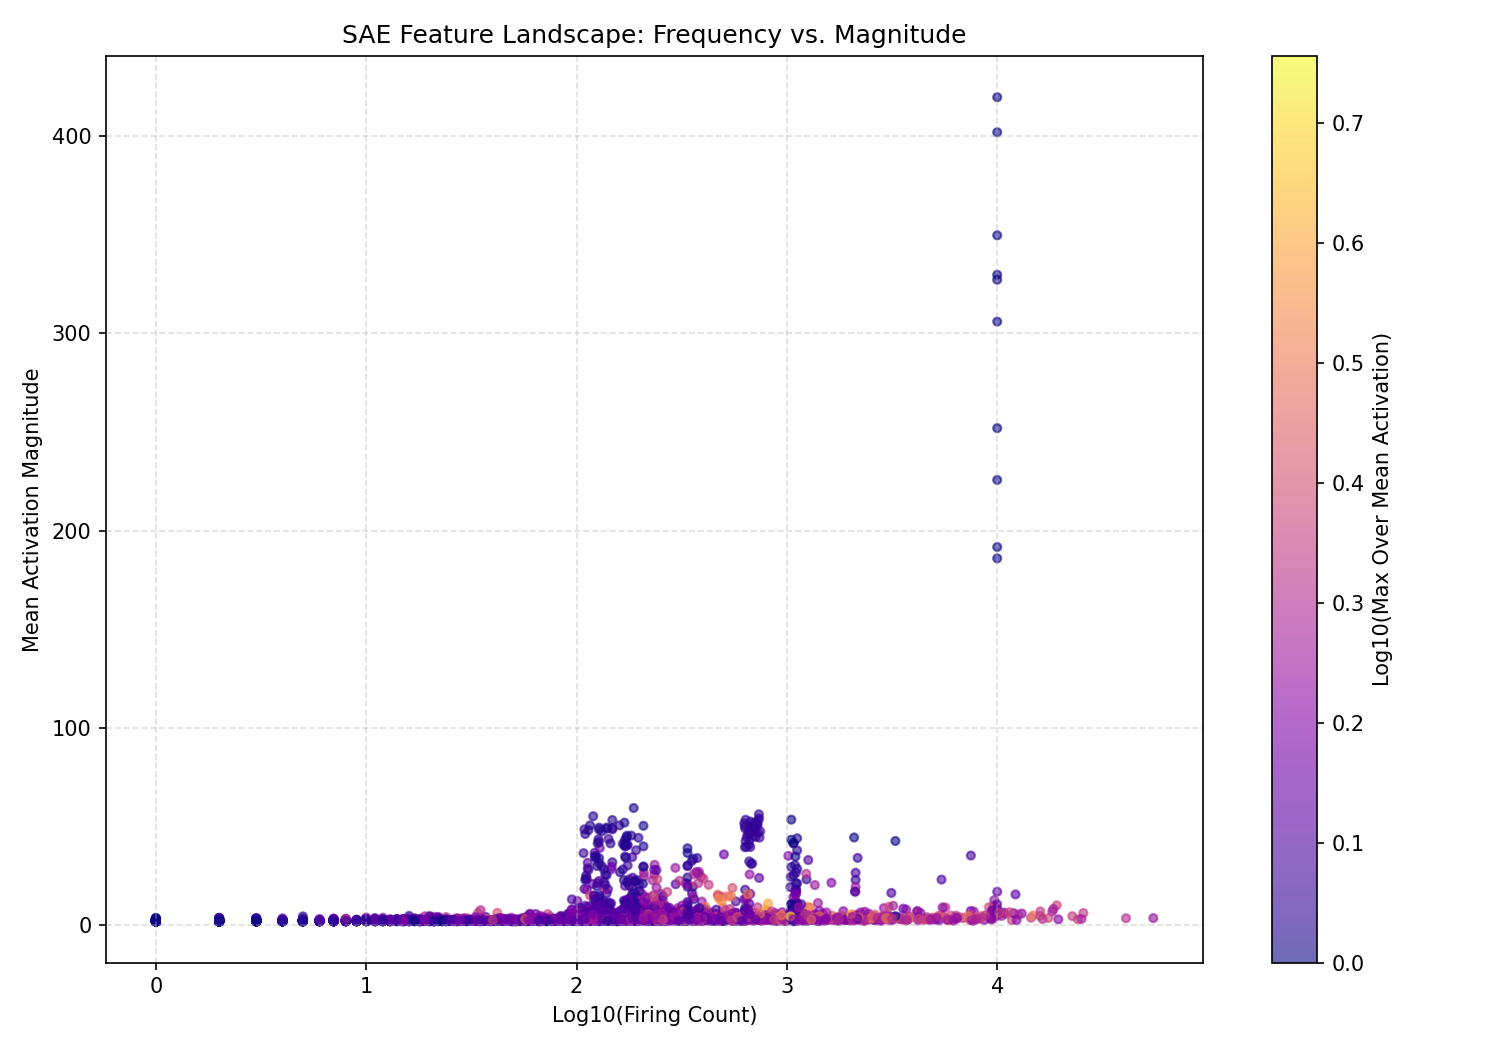 SAE Feature Landscape: Frequency vs. Magnitude
400
300
200
100
0
Mean Activation Magnitude
0 1 2 3 4
Log10(Firing Count)
0.7
0.6
0.5
0.4
0.3
0.2
0.1
0.0
Log10(Max Over Mean Activation)